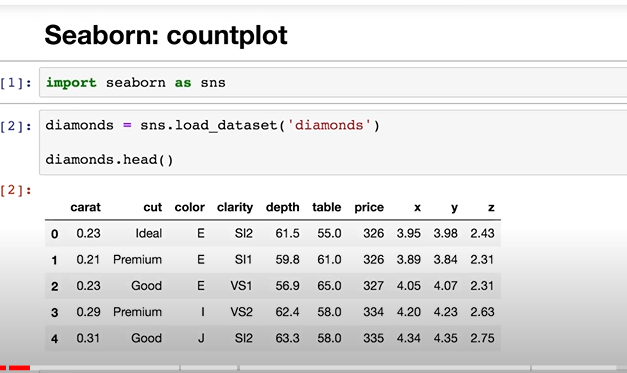 Seaborn: countplot
[1]: import seaborn as sns
[2]: diamonds = sns.load_dataset('diamonds')
diamonds.head()
[2]:
carat cut color clarity depth table price x y z
0 0.23 Ideal E SI2 61.5 55.0 326 3.95 3.98 2.43
1 0.21 Premium E SI1 59.8 61.0 326 3.89 3.84 2.31
2 0.23 Good E VS1 56.9 65.0 327 4.05 4.07 2.31
3 0.29 Premium I VS2 62.4 58.0 334 4.20 4.23 2.63
4 0.31 Good J SI2 63.3 58.0 335 4.34 4.35 2.75